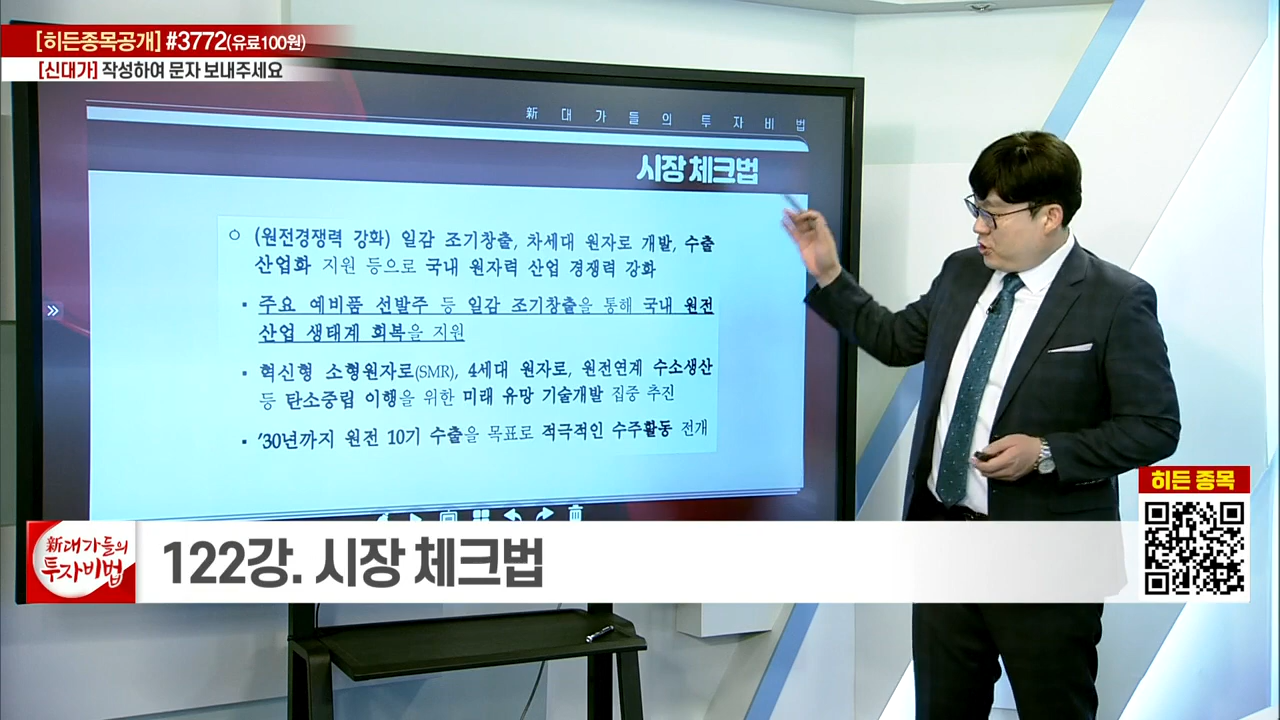 [히든종목공개] #3772(유료100원)
[신대가] 작성하여 문자 보내주세요
新 대 가 들 의 투 자 비 법
시장 체크법
○ (원전경쟁력 강화) 일감 조기창출, 차세대 원자로 개발, 수출
산업화 지원 등으로 국내 원자력 산업 경쟁력 강화
▪ 주요 예비품 선발주 등 일감 조기창출을 통해 국내 원전
산업 생태계 회복을 지원
▪ 혁신형 소형원자로(SMR), 4세대 원자로, 원전연계 수소생산
등 탄소중립 이행을 위한 미래 유망 기술개발 집중 추진
▪ '30년까지 원전 10기 수출을 목표로 적극적인 수주활동 전개
히든 종목
新대가들의
투자비법
122강. 시장 체크법